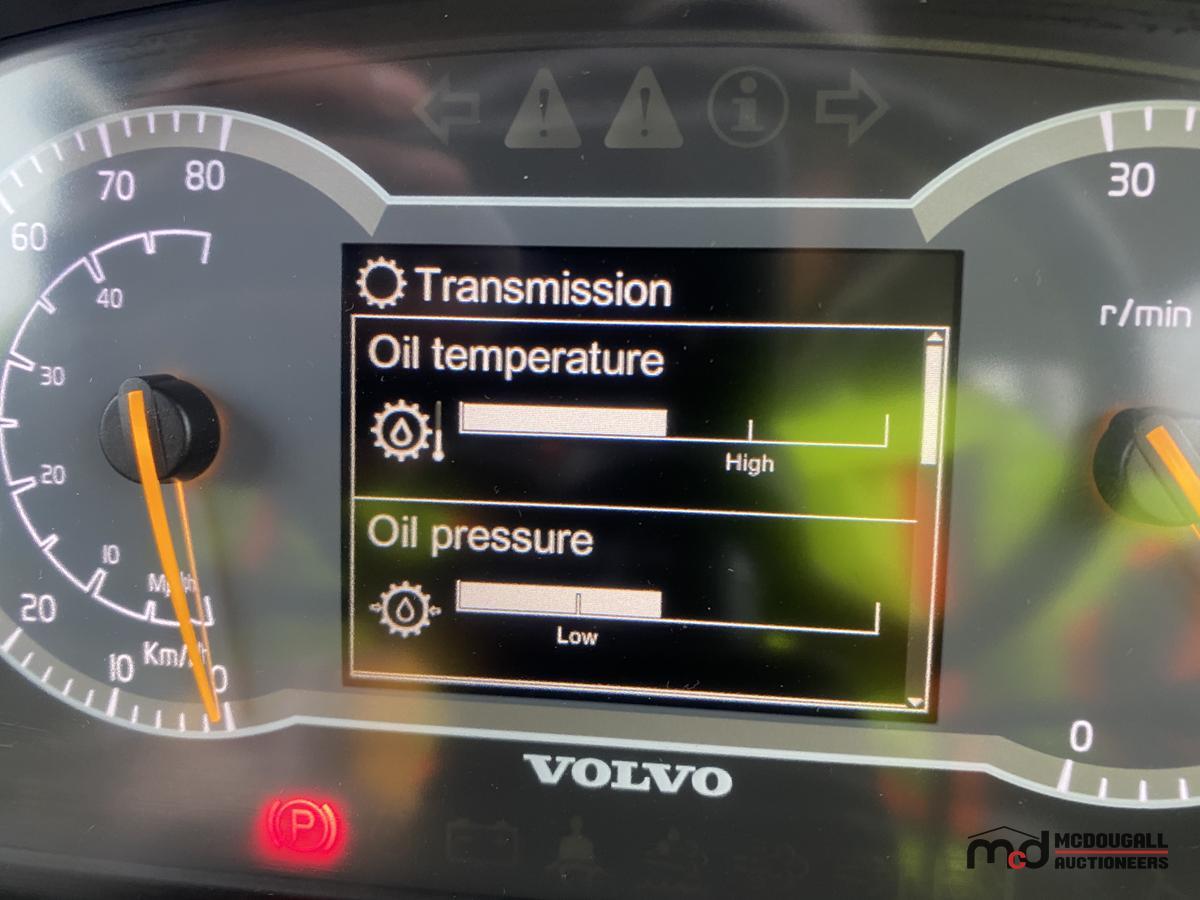 70 80
60
40
30
20
10
Km/h
20
10
0
Transmission
Oil temperature
High
Oil pressure
Low
30
r/min
0
VOLVO
P
mcd MCDOUGALL
AUCTIONEERS